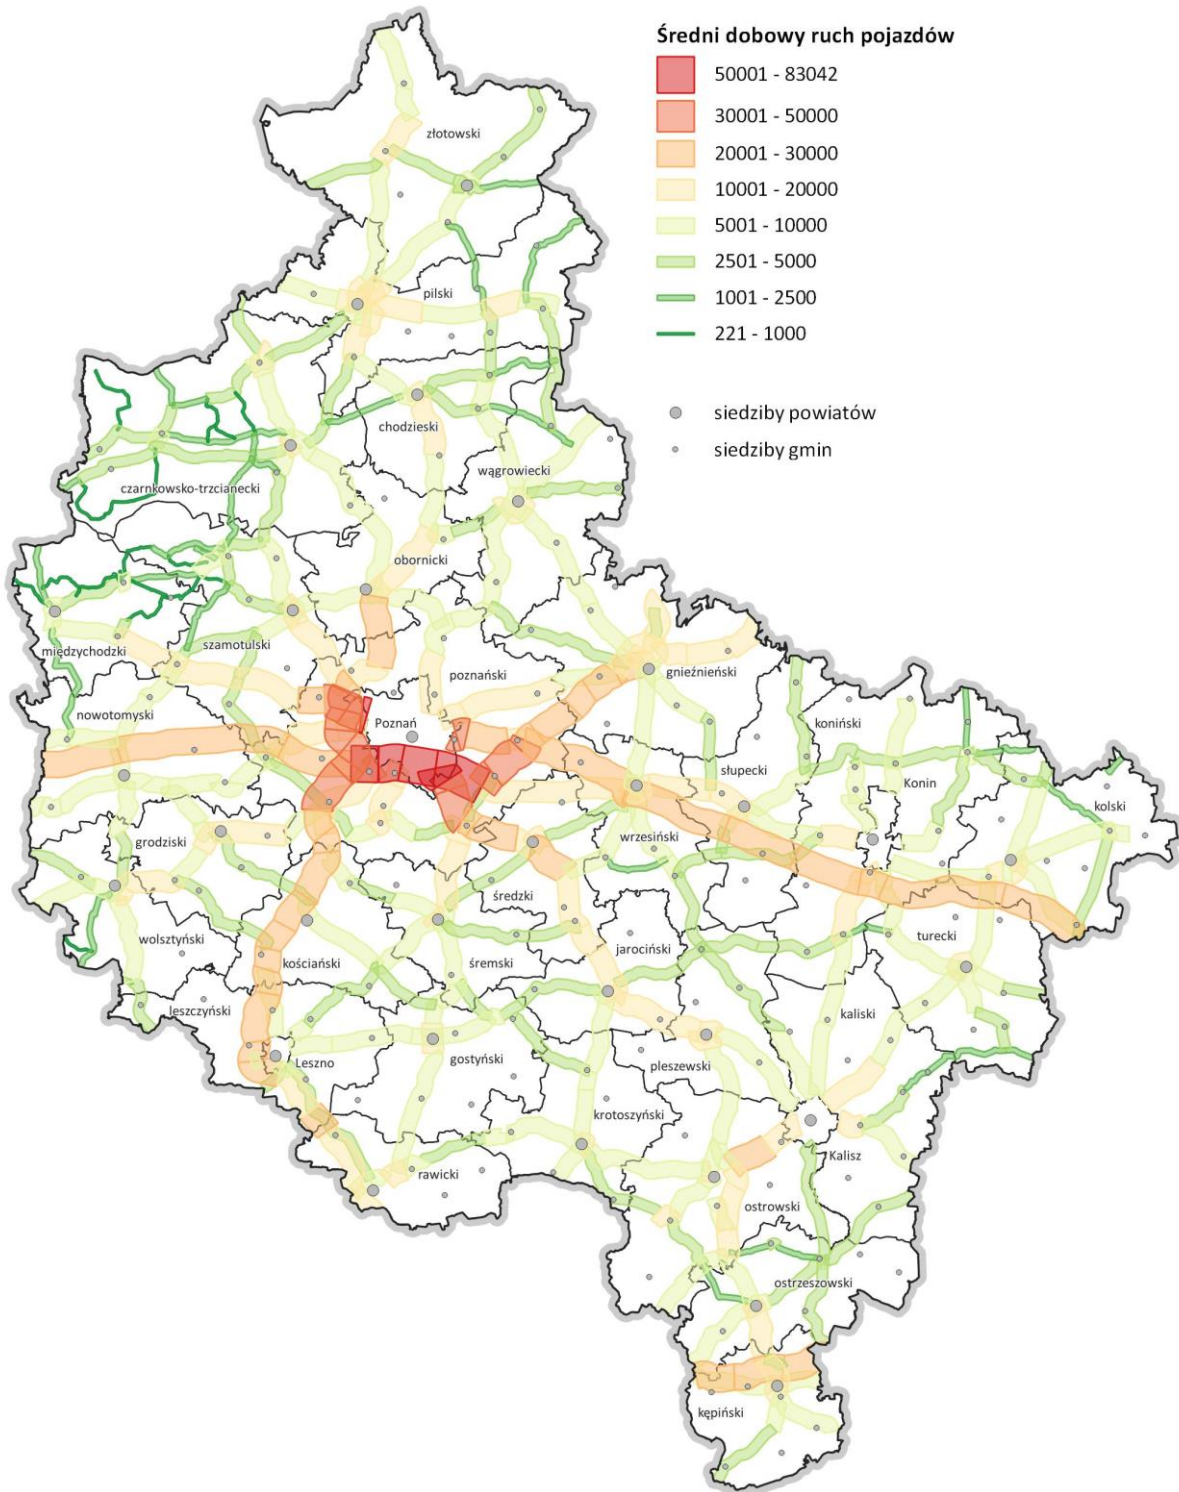 Średni dobowy ruch pojazdów
50001 - 83042
30001 - 50000
20001 - 30000
10001 - 20000
5001 - 10000
2501 - 5000
1001 - 2500
221 - 1000
siedziby powiatów
siedziby gmin
złotowski
pilski
chodzieski
wągrowiecki
czarnkowsko-trzcianecki
obornicki
międzychodzki
szamotulski
poznański
gnieźnieński
nowotomyski
Poznań
koniński
słupecki
Konin
kolski
grodziski
wrzesiński
średzki
wolsztyński
kościański
śremski
jarociński
turecki
leszczyński
kaliski
Leszno
gostyński
pleszewski
krotoszyński
Kalisz
rawicki
ostrowski
ostrzeszowski
kępiński